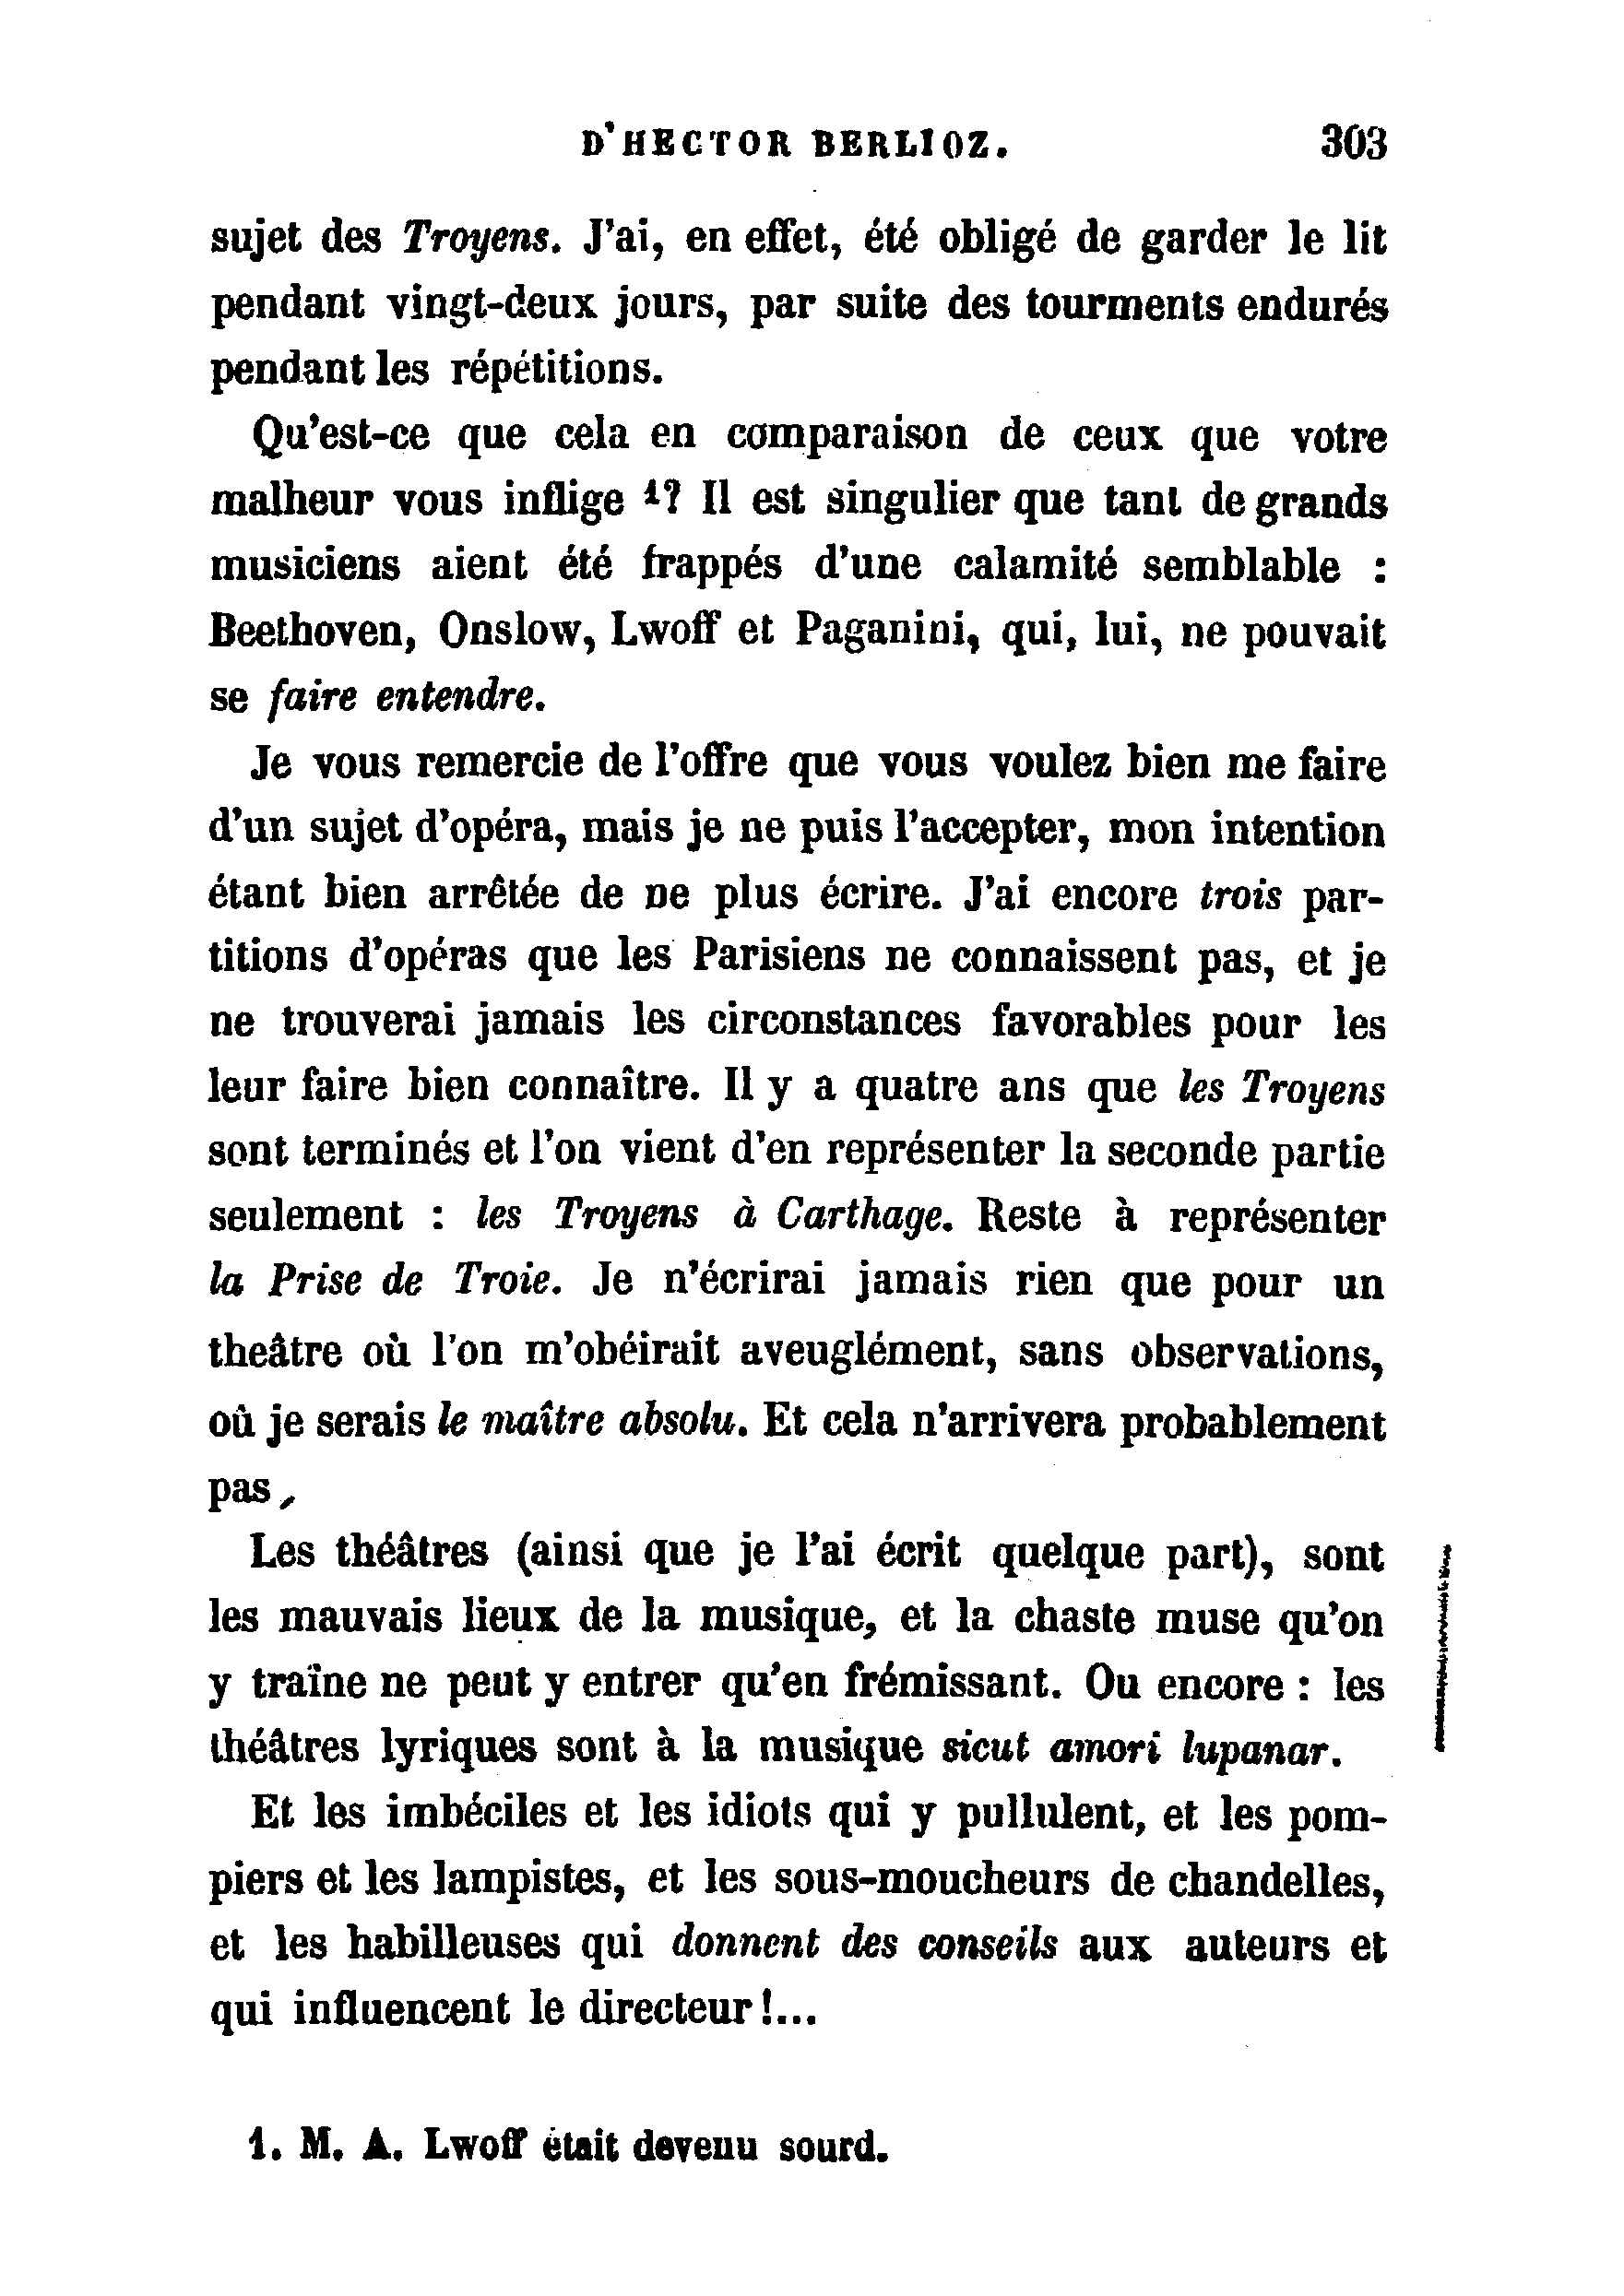 D'HECTOR BERLIOZ. 303
sujet des Troyens. J'ai, en effet, été obligé de garder le lit
pendant vingt-deux jours, par suite des tourments endurés
pendant les répétitions.
Qu'est-ce que cela en comparaison de ceux que votre
malheur vous inflige 1? Il est singulier que tant de grands
musiciens aient été frappés d'une calamité semblable :
Beethoven, Onslow, Lwoff et Paganini, qui, lui, ne pouvait
se faire entendre.
Je vous remercie de l'offre que vous voulez bien me faire
d'un sujet d'opéra, mais je ne puis l'accepter, mon intention
étant bien arrêtée de ne plus écrire. J'ai encore trois par-
titions d'opéras que les Parisiens ne connaissent pas, et je
ne trouverai jamais les circonstances favorables pour les
leur faire bien connaître. Il y a quatre ans que les Troyens
sont terminés et l'on vient d'en représenter la seconde partie
seulement : les Troyens à Carthage. Reste à représenter
la Prise de Troie. Je n'écrirai jamais rien que pour un
theâtre où l'on m'obéirait aveuglément, sans observations,
où je serais le maître absolu. Et cela n'arrivera probablement
pas,
Les théâtres (ainsi que je l'ai écrit quelque part), sont
les mauvais lieux de la musique, et la chaste muse qu'on
y traîne ne peut y entrer qu'en frémissant. Ou encore : les
théâtres lyriques sont à la musique sicut amori lupanar.
Et les imbéciles et les idiots qui y pullulent, et les pom-
piers et les lampistes, et les sous-moucheurs de chandelles,
et les habilleuses qui donnent des conseils aux auteurs et
qui influencent le directeur!...
1. M. A. Lwoff était devenu sourd.